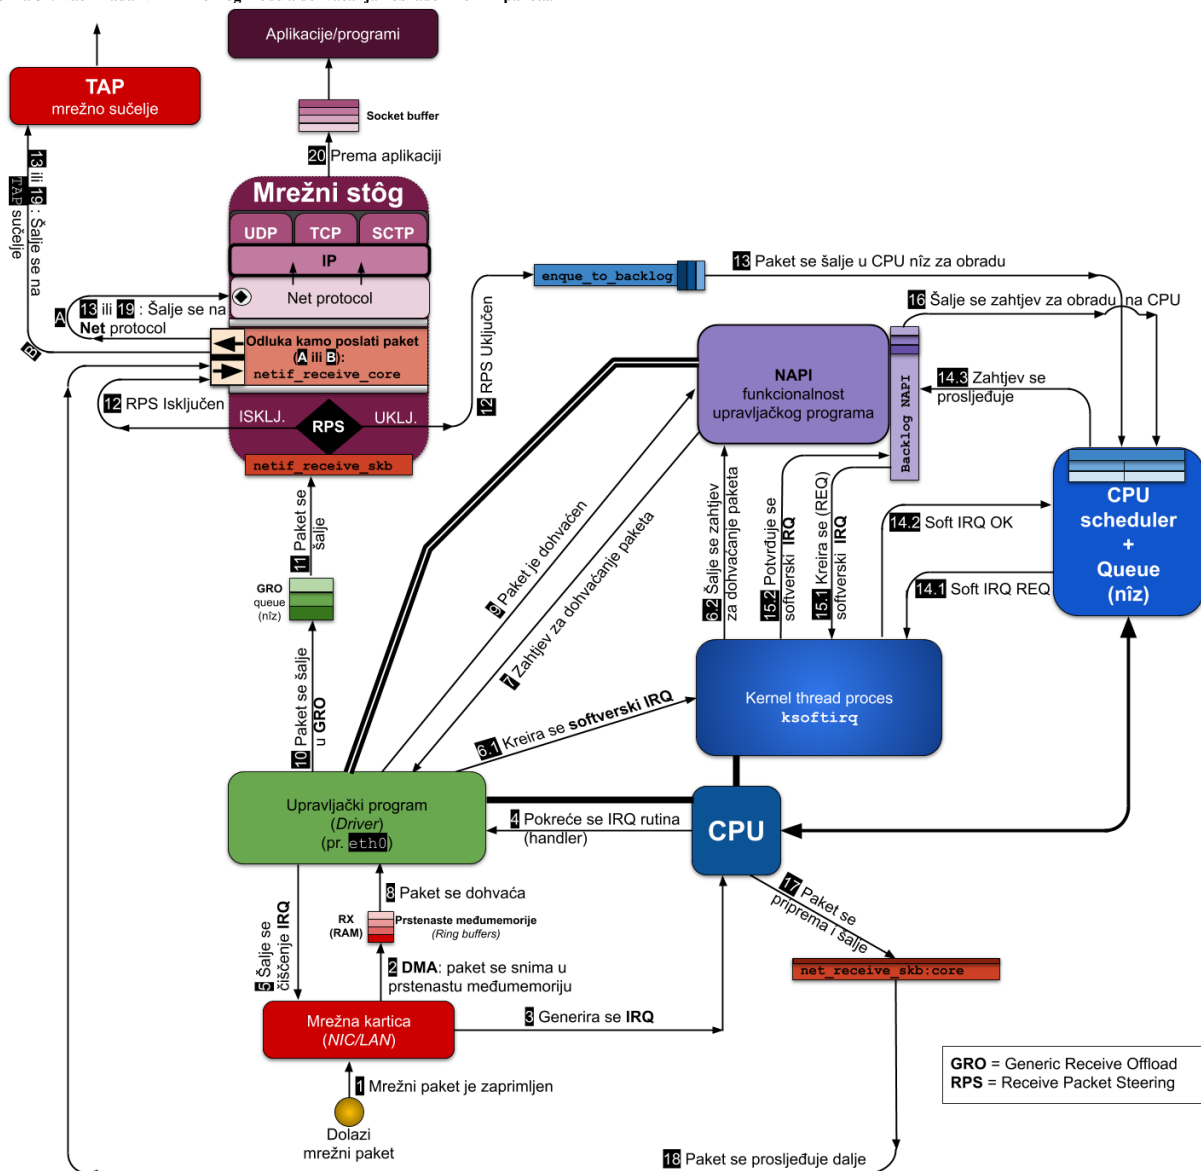 Aplikacije/programi
TAP
mrežno sučelje
Socket buffer
20 Prema aplikaciji
13 ili 19 : Šalje se na
TAP sučelje
Mrežni stôg
UDP TCP SCTP
IP
Net protocol
A
13 ili 19 : Šalje se na
Net protocol
B
Odluka kamo poslati paket
(A ili B):
netif_receive_core
12 RPS Isključen
ISKLJ. RPS UKLJ.
netif_receive_skb
12 RPS Uključen
enque_to_backlog
13 Paket se šalje u CPU nîz za obradu
16 Šalje se zahtjev za obradu na CPU
NAPI
funkcionalnost
upravljačkog programa
Backlog NAPI
14.3 Zahtjev se
prosljeđuje
CPU
scheduler
+
Queue
(nîz)
14.2 Soft IRQ OK
14.1 Soft IRQ REQ
11 Paket se
šalje
GRO
queue
(nîz)
10 Paket se šalje
u GRO
9 Paket je dohvaćen
7 Zahtjev za dohvaćanje paketa
6.2 Šalje se zahtjev
za dohvaćanje paketa
15.2 Potvrđuje se
softverski IRQ
15.1 Kreira se (REQ)
softverski IRQ
6.1 Kreira se softverski IRQ
Kernel thread proces
ksoftirq
Upravljački program
(Driver)
(pr. eth0)
4 Pokreće se IRQ rutina
(handler)
CPU
8 Paket se dohvaća
RX
(RAM)
Prstenaste međumemorije
(Ring buffers)
5 Šalje se
čišćenje IRQ
2 DMA: paket se snima u
prstenastu međumemoriju
17 Paket se
priprema i šalje
net_receive_skb:core
Mrežna kartica
(NIC/LAN)
3 Generira se IRQ
1 Mrežni paket je zaprimljen
Dolazi
mrežni paket
GRO = Generic Receive Offload
RPS = Receive Packet Steering
18 Paket se prosljeđuje dalje